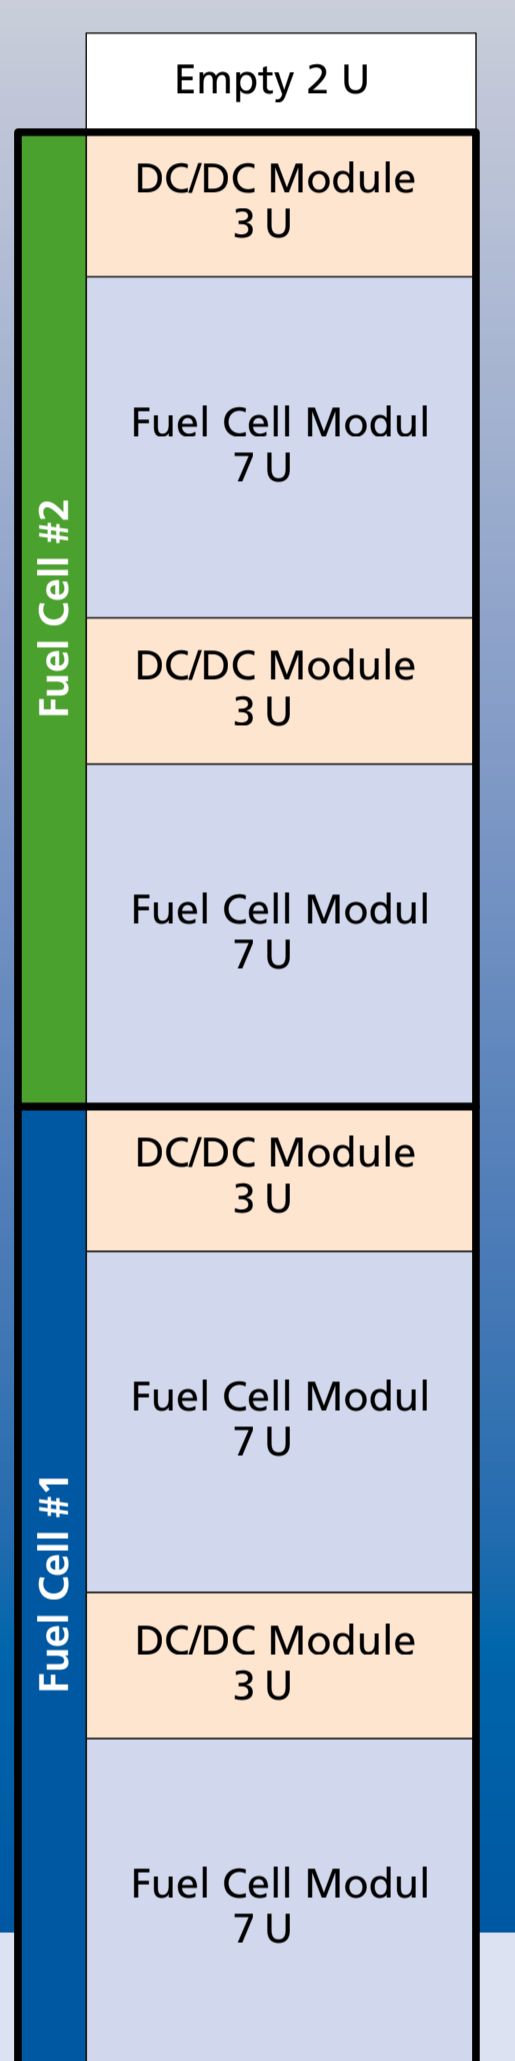 Empty 2 U
Fuel Cell #2
DC/DC Module
3 U
Fuel Cell Modul
7 U
DC/DC Module
3 U
Fuel Cell Modul
7 U
Fuel Cell #1
DC/DC Module
3 U
Fuel Cell Modul
7 U
DC/DC Module
3 U
Fuel Cell Modul
7 U